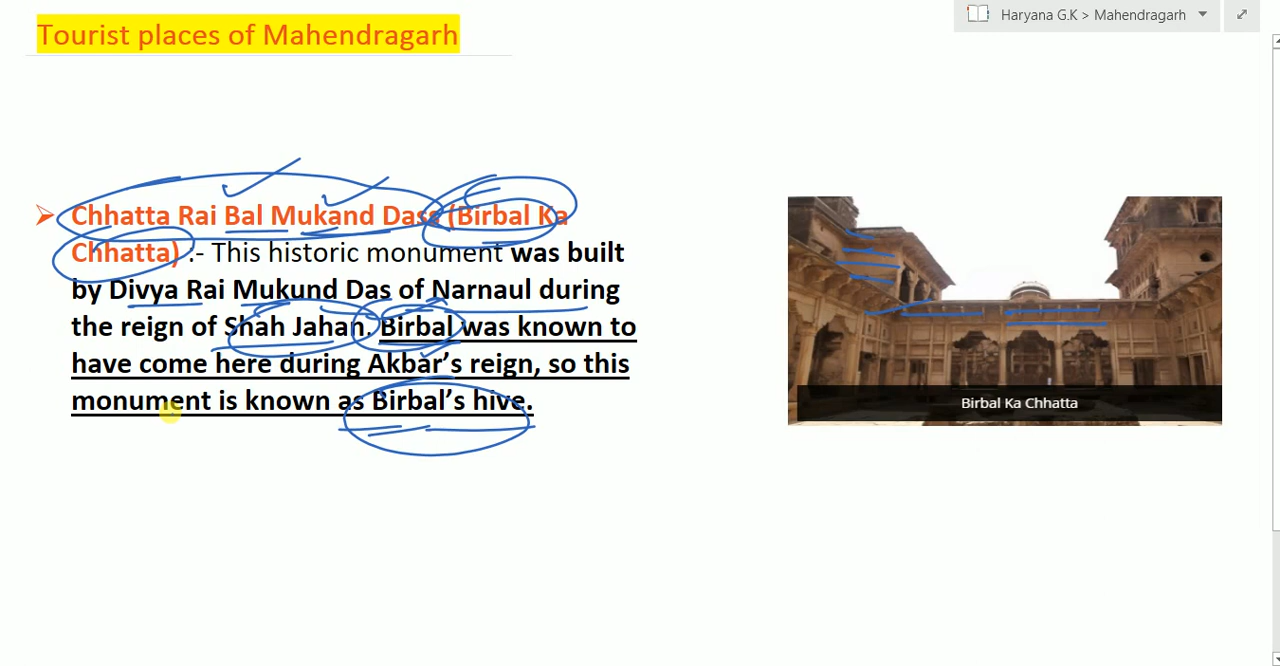 Haryana G.K > Mahendragarh
Tourist places of Mahendragarh
Chhatta Rai Bal Mukand Dass (Birbal Ka
Chhatta) :- This historic monument was built
by Divya Rai Mukund Das of Narnaul during
the reign of Shah Jahan. Birbal was known to
have come here during Akbar’s reign, so this
monument is known as Birbal’s hive.
Birbal Ka Chhatta